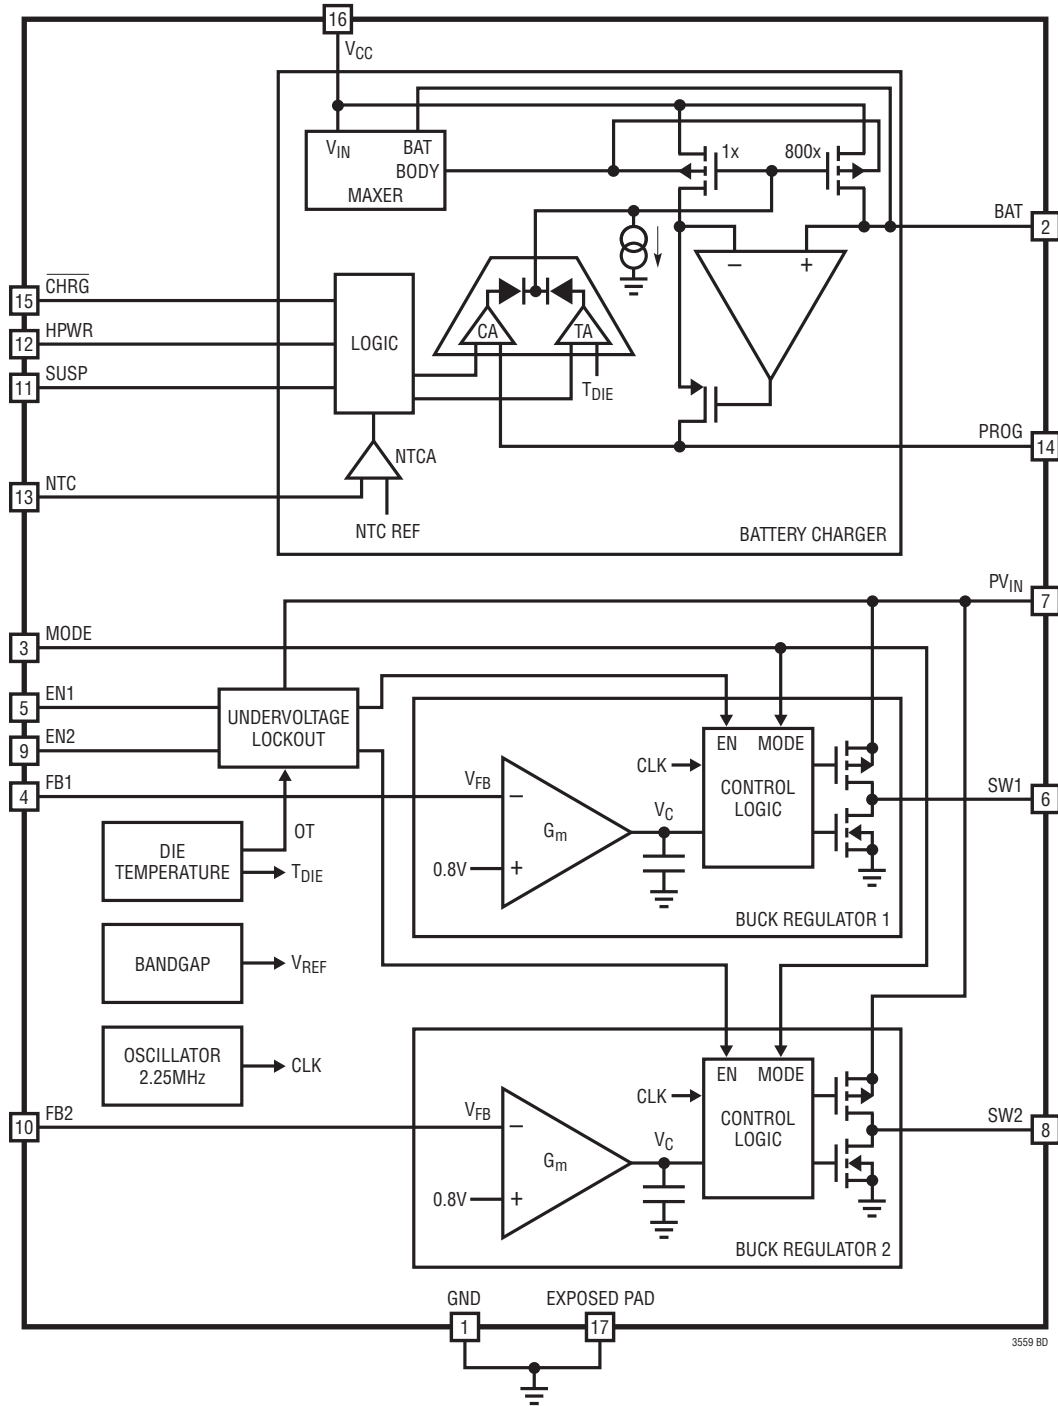 16
VCC
VIN BAT
BODY
MAXER
1x
800x
BAT
2
− +
15
CHRG
12
HPWR
11
SUSP
LOGIC
CA
TA
TDIE
PROG
14
NTCA
13
NTC
NTC REF
BATTERY CHARGER
PVIN
7
3
MODE
5
EN1
9
EN2
UNDERVOLTAGE
LOCKOUT
4
FB1
EN MODE
CLK
CONTROL
LOGIC
VFB
−
Gm
VC
0.8V
+
SW1
6
BUCK REGULATOR 1
OT
DIE
TEMPERATURE
TDIE
BANDGAP
VREF
OSCILLATOR
2.25MHz
CLK
10
FB2
EN MODE
CLK
CONTROL
LOGIC
VFB
−
Gm
VC
0.8V
+
SW2
8
BUCK REGULATOR 2
GND
1
EXPOSED PAD
17
3559 BD